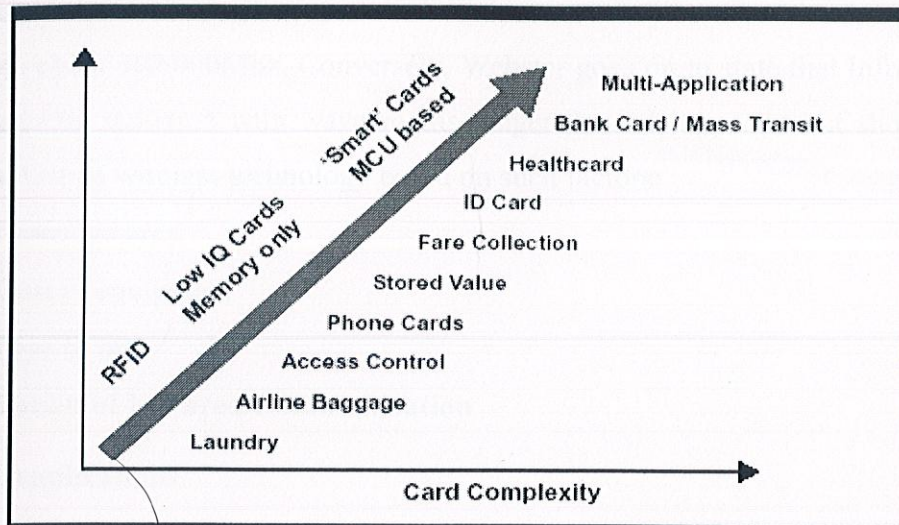 'Smart' Cards
MCU based
Low IQ Cards
Memory only
RFID
Multi-Application
Bank Card / Mass Transit
Healthcard
ID Card
Fare Collection
Stored Value
Phone Cards
Access Control
Airline Baggage
Laundry
Card Complexity